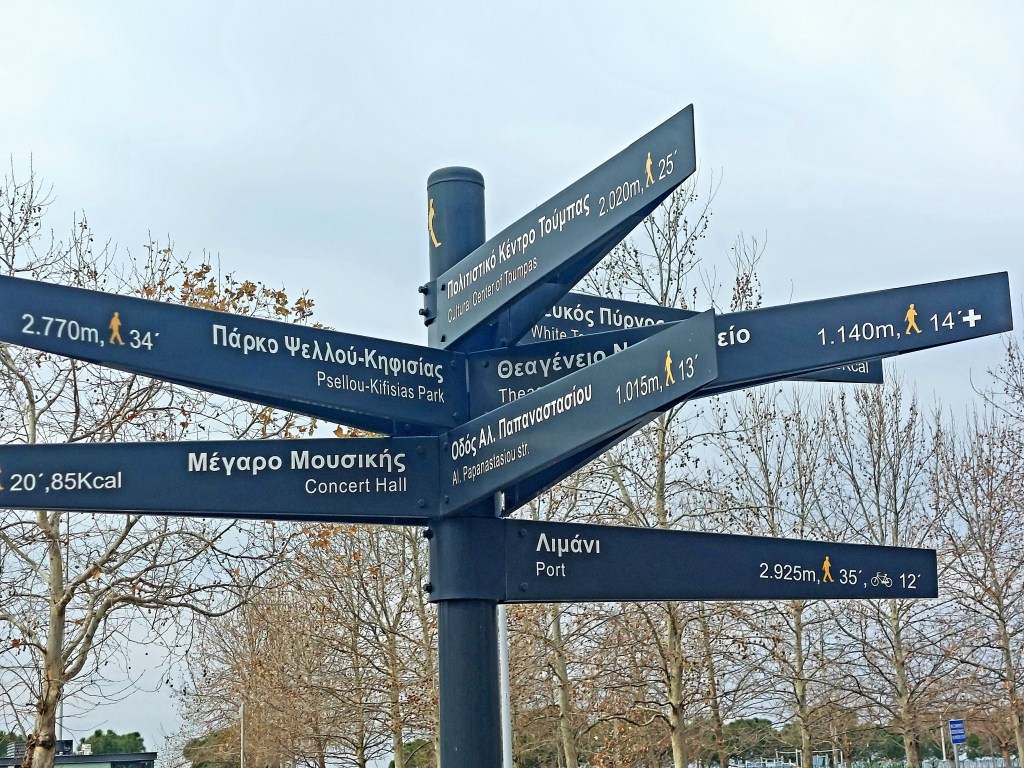 Πολιτιστικό Κέντρο Τούμπας 2.020m, 25΄
Cultural Center of Toumpas
Πύργος
White
2.770m, 34΄ Πάρκο Ψελλού-Κηφισίας
Psellou-Kifisias Park
Θεαγένειο 1.140m, 14΄
Οδός Αλ. Παπαναστασίου 1.015m, 13΄
Al. Papanastasiou str.
20΄,85Kcal Μέγαρο Μουσικής
Concert Hall
Λιμάνι
Port
2.925m, 35΄, 12΄